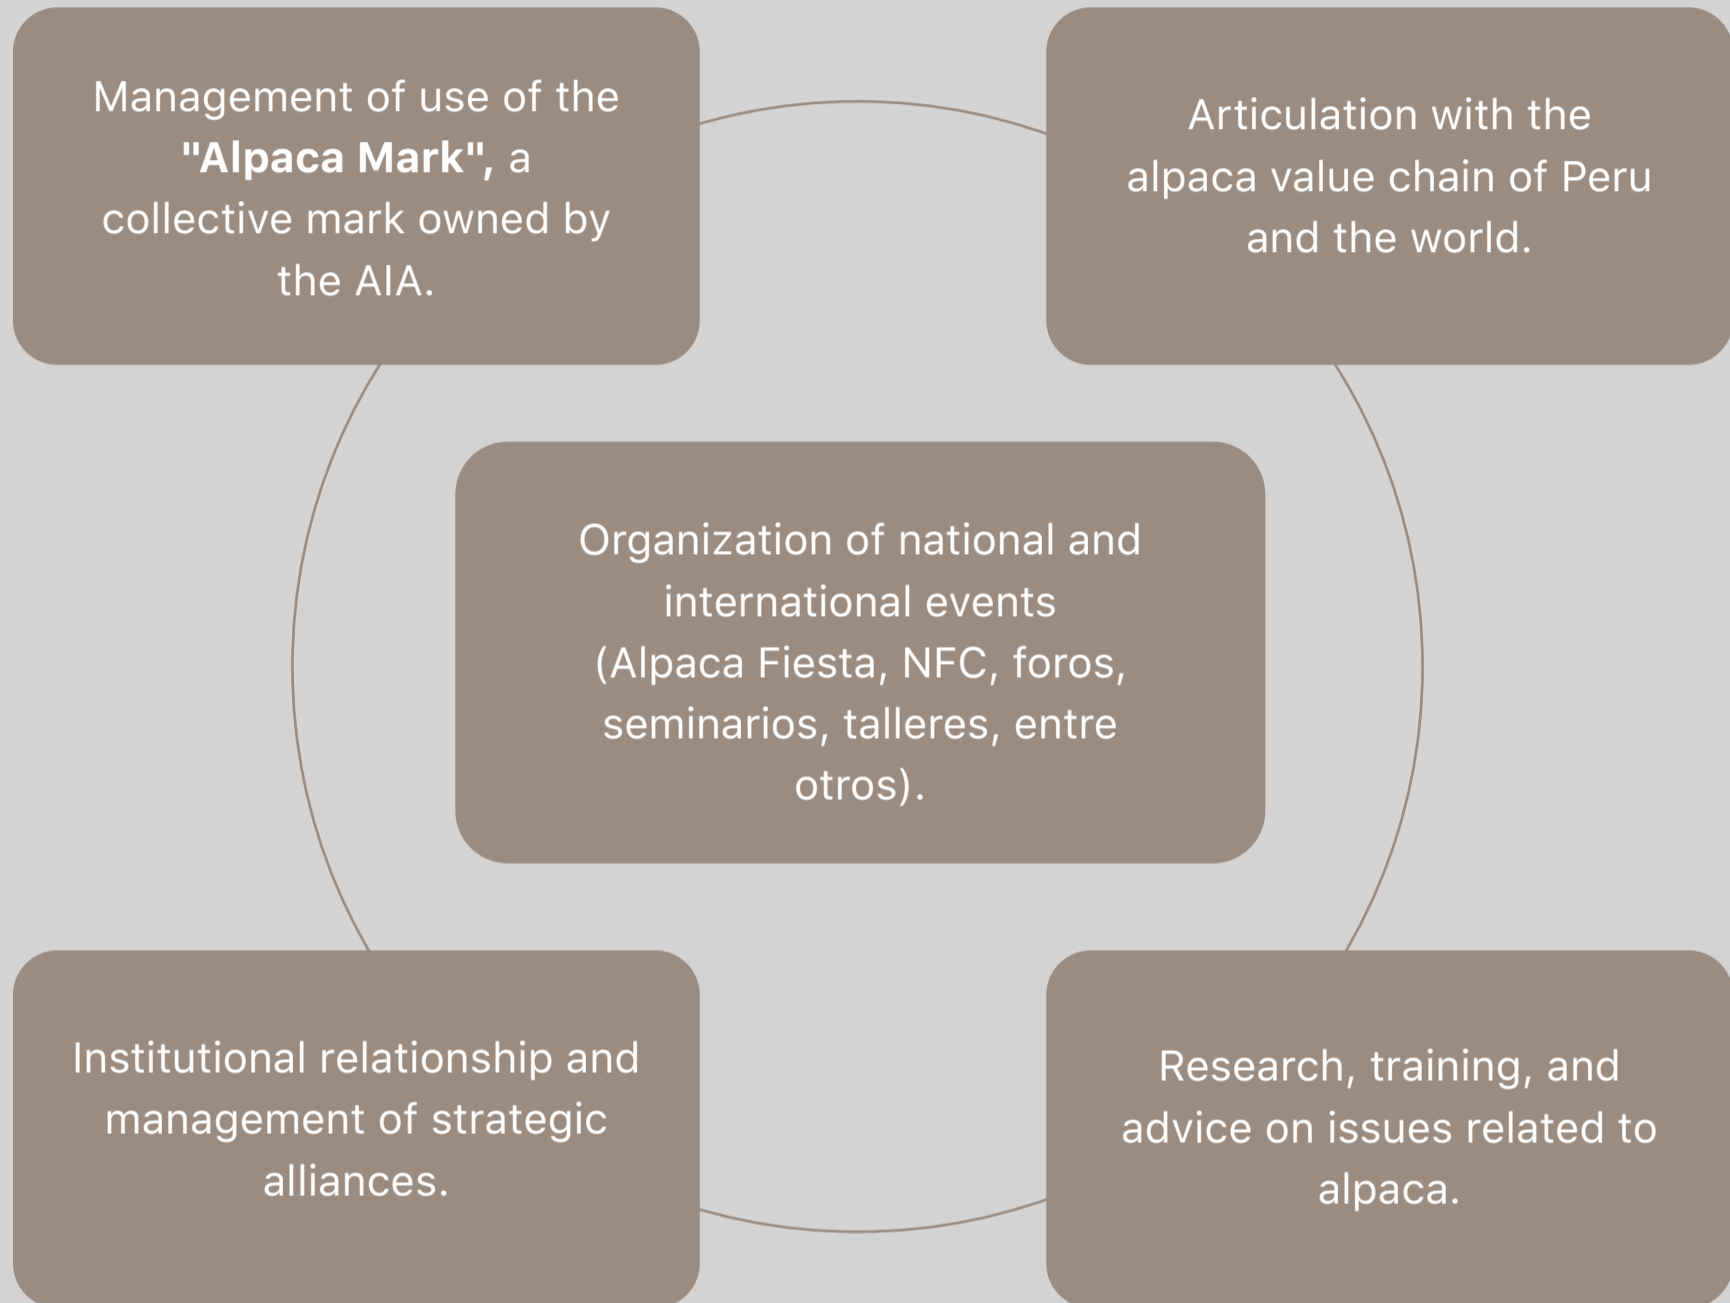 Management of use of the
"Alpaca Mark", a
collective mark owned by
the AIA.
Articulation with the
alpaca value chain of Peru
and the world.
Organization of national and
international events
(Alpaca Fiesta, NFC, foros,
seminarios, talleres, entre
otros).
Institutional relationship and
management of strategic
alliances.
Research, training, and
advice on issues related to
alpaca.